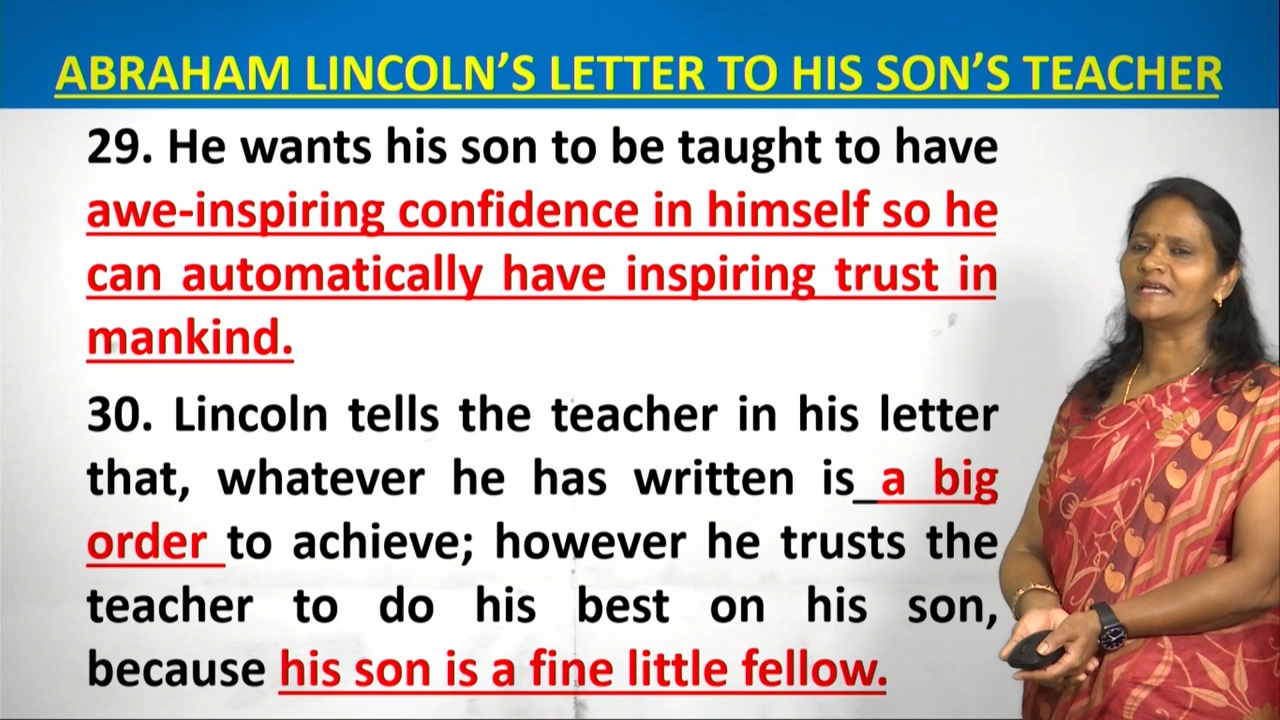 ABRAHAM LINCOLN’S LETTER TO HIS SON’S TEACHER
29. He wants his son to be taught to have
awe-inspiring confidence in himself so he
can automatically have inspiring trust in
mankind.
30. Lincoln tells the teacher in his letter
that, whatever he has written is_a big
order to achieve; however he trusts the
teacher to do his best on his son,
because his son is a fine little fellow.